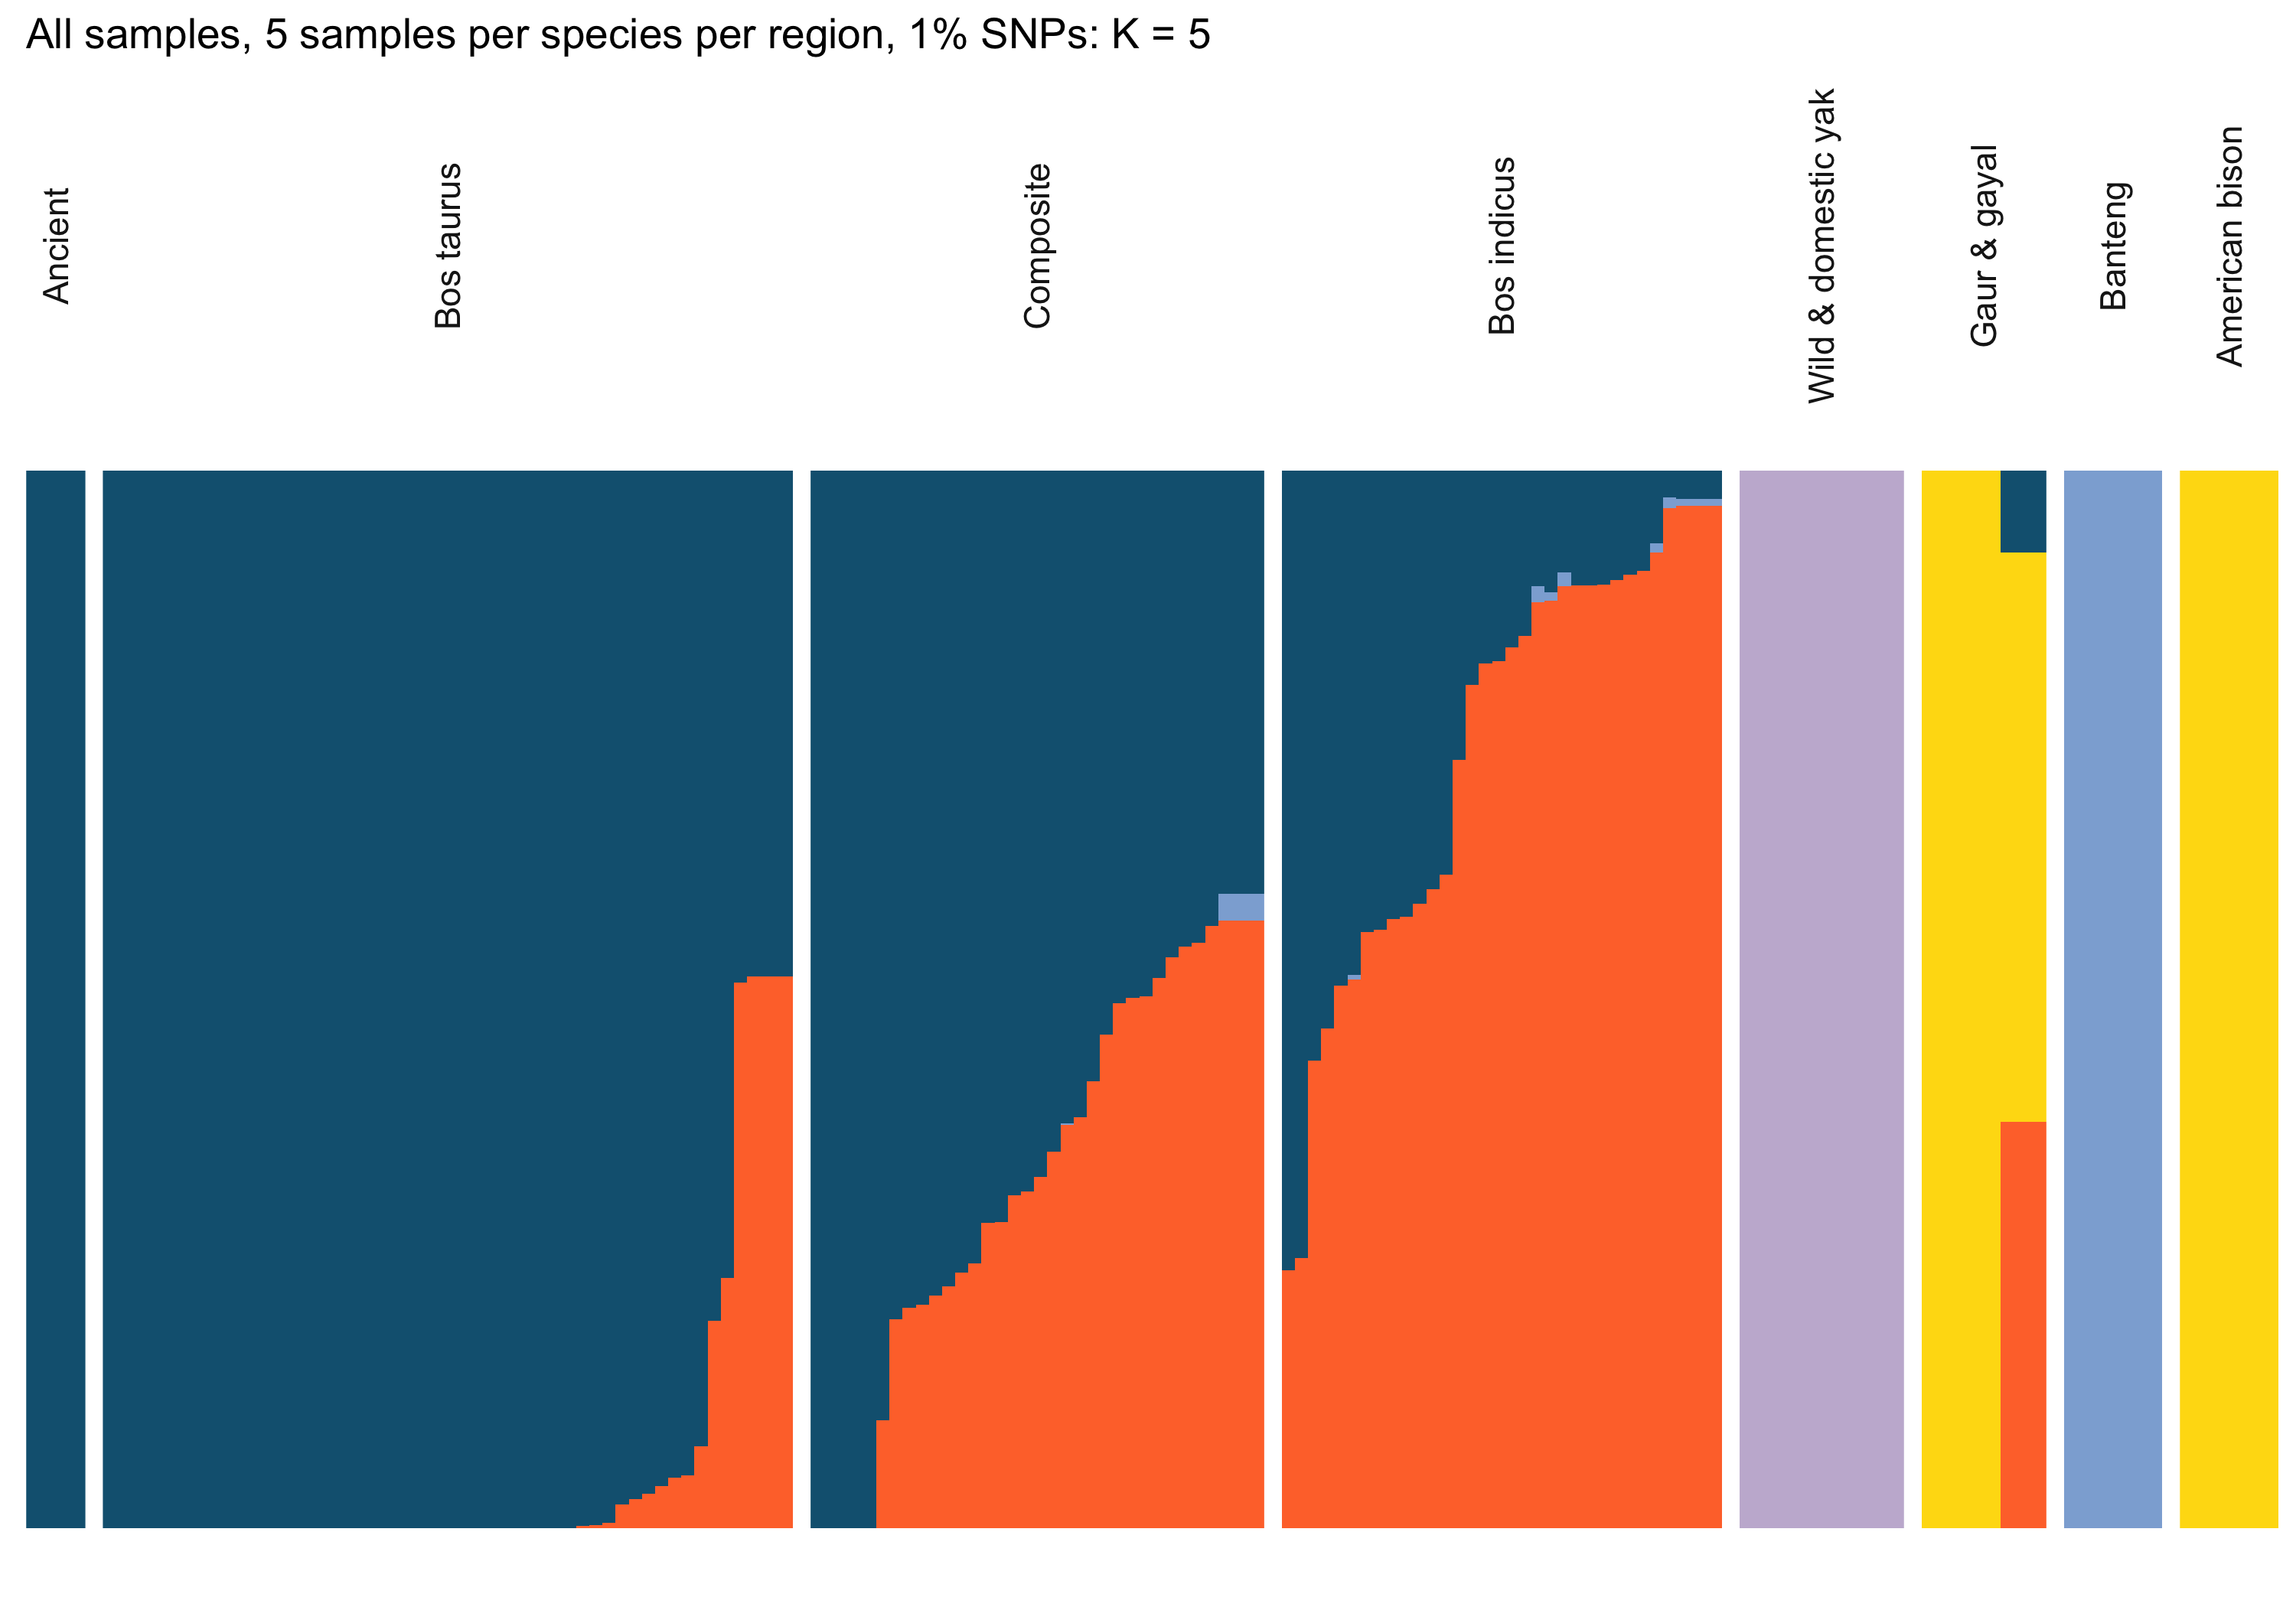 All samples, 5 samples per species per region, 1% SNPs: K = 5
Ancient
Bos taurus
Composite
Bos indicus
Wild & domestic yak
Gaur & gayal
Banteng
American bison